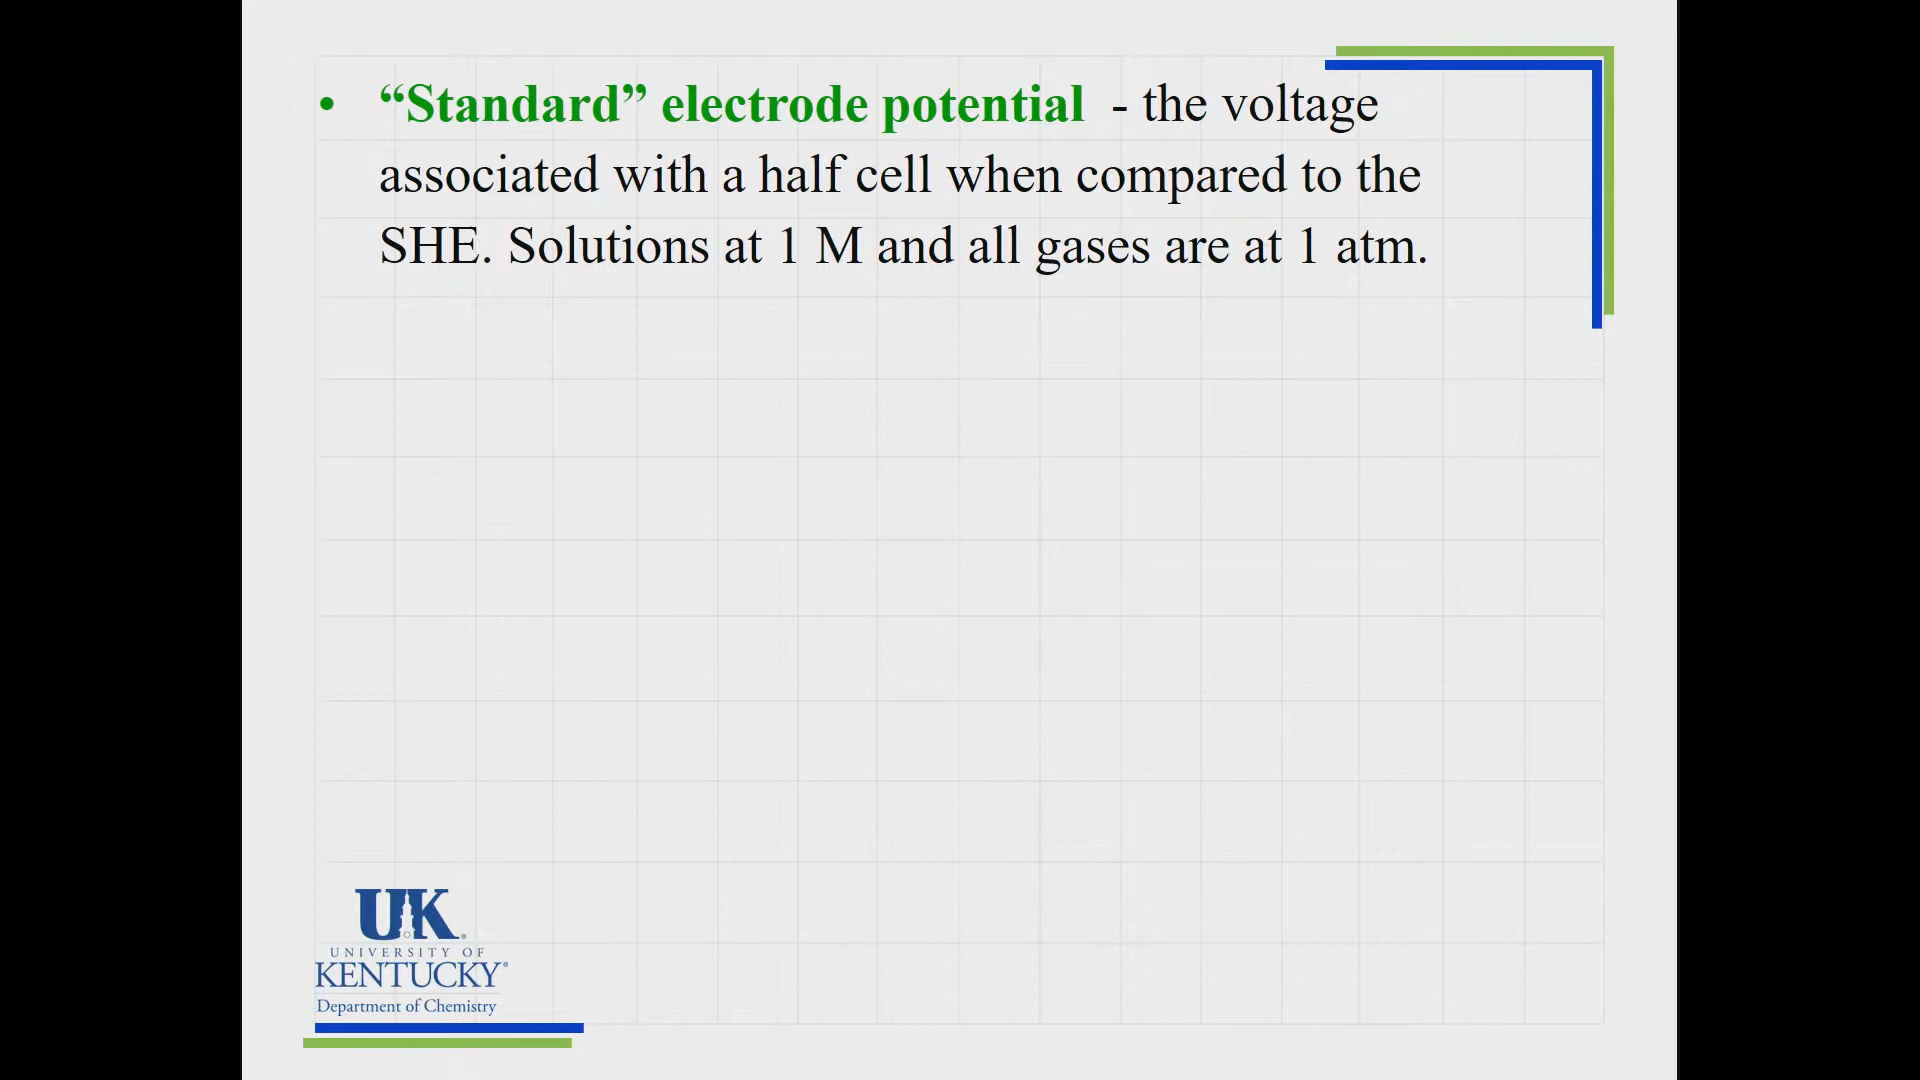 • “Standard” electrode potential - the voltage
associated with a half cell when compared to the
SHE. Solutions at 1 M and all gases are at 1 atm.
UK®
UNIVERSITY OF
KENTUCKY®
Department of Chemistry